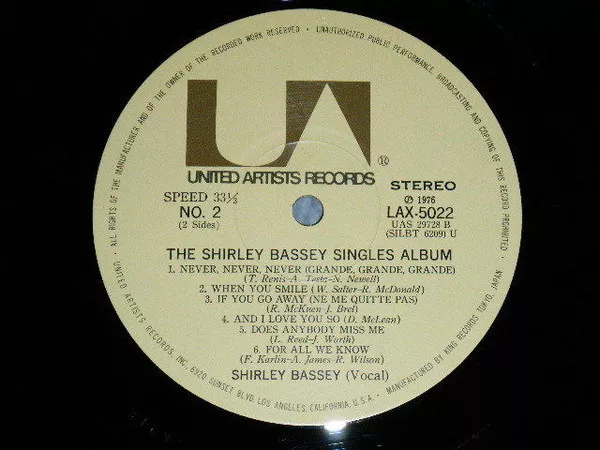 • ALL RIGHTS OF THE MANUFACTURER AND OF THE OWNER OF THE RECORDED WORK RESERVED • UNAUTHORIZED PUBLIC PERFORMANCE, BROADCASTING AND COPYING OF THIS RECORD PROHIBITED •
UA
®
UNITED ARTISTS RECORDS
SPEED 33⅓
NO. 2
(2 Sides)
STEREO
Ⓟ 1976
LAX-5022
UAS 29728 B
(SILBT 6209) U
THE SHIRLEY BASSEY SINGLES ALBUM
1. NEVER, NEVER, NEVER (GRANDE, GRANDE, GRANDE)
(T. Renis-A. Testa-N. Newell)
2. WHEN YOU SMILE (W. Salter-R. McDonald)
3. IF YOU GO AWAY (NE ME QUITTE PAS)
(R. McKuen J. Brel)
4. AND I LOVE YOU SO (D. McLean)
5. DOES ANYBODY MISS ME
(L. Reed-J. Worth)
6. FOR ALL WE KNOW
(F. Karlin-A. James-R. Wilson)
SHIRLEY BASSEY (Vocal)
UNITED ARTISTS RECORDS, INC. 6920 SUNSET BLVD. LOS ANGELES, CALIFORNIA, U.S.A. • MANUFACTURED BY KING RECORDS TOKYO, JAPAN